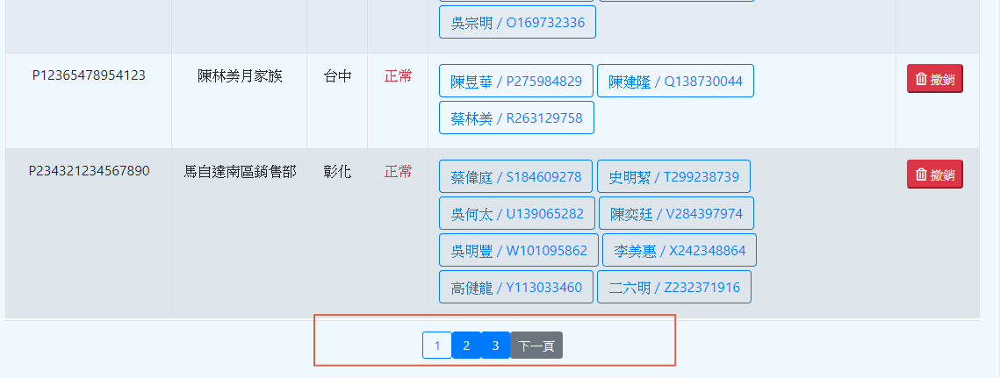 吳宗明 / O169732336
P12365478954123 陳林美月家族 台中 正常 陳昱華 / P275984829 陳建隆 / Q138730044 撤銷
蔡林美 / R263129758
P234321234567890 馬自達南區銷售部 彰化 正常 蔡偉庭 / S184609278 史明絜 / T299238739 撤銷
吳何太 / U139065282 陳奕廷 / V284397974
吳明豐 / W101095862 李美惠 / X242348864
高健龍 / Y113033460 二六明 / Z232371916
1 2 3 下一頁